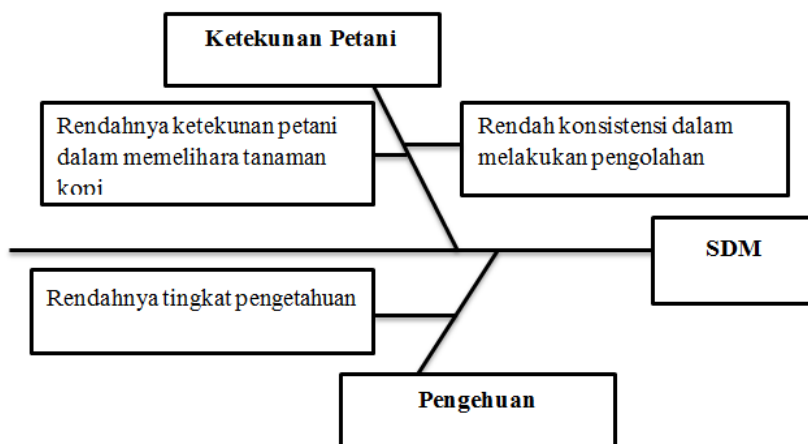 Ketekunan Petani
Rendahnya ketekunan petani
dalam memelihara tanaman
kopi
Rendah konsistensi dalam
melakukan pengolahan
SDM
Rendahnya tingkat pengetahuan
Pengehuan